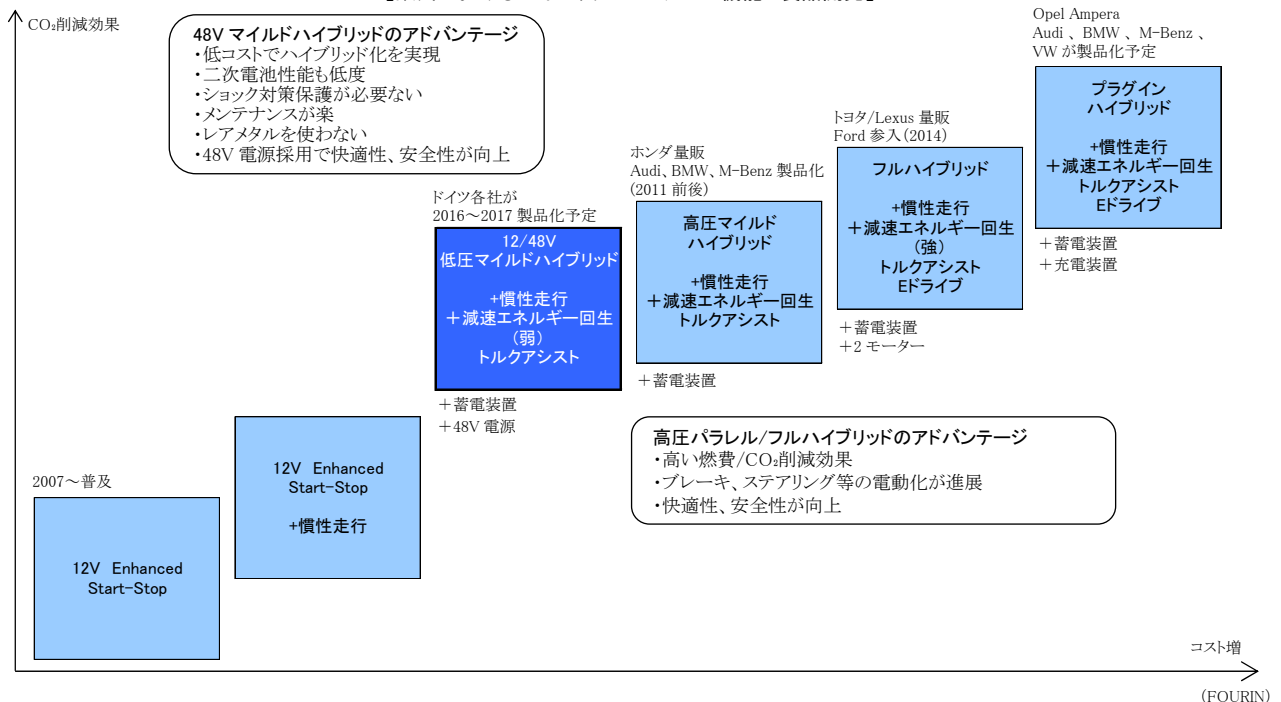 CO₂削減効果
48V マイルドハイブリッドのアドバンテージ
・低コストでハイブリッド化を実現
・二次電池性能も低度
・ショック対策保護が必要ない
・メンテナンスが楽
・レアメタルを使わない
・48V 電源採用で快適性、安全性が向上
2007～普及
12V Enhanced
Start-Stop
12V Enhanced
Start-Stop
+慣性走行
ドイツ各社が
2016～2017 製品化予定
12/48V
低圧マイルドハイブリッド
+慣性走行
＋減速エネルギー回生
(弱)
トルクアシスト
＋蓄電装置
＋48V 電源
ホンダ量販
Audi、BMW、M-Benz 製品化
(2011 前後)
高圧マイルド
ハイブリッド
+慣性走行
＋減速エネルギー回生
トルクアシスト
＋蓄電装置
トヨタ/Lexus 量販
Ford 参入(2014)
フルハイブリッド
+慣性走行
＋減速エネルギー回生
(強)
トルクアシスト
Eドライブ
＋蓄電装置
＋2 モーター
Opel Ampera
Audi 、BMW 、M-Benz 、
VW が製品化予定
プラグイン
ハイブリッド
+慣性走行
＋減速エネルギー回生
トルクアシスト
Eドライブ
＋蓄電装置
＋充電装置
高圧パラレル/フルハイブリッドのアドバンテージ
・高い燃費/CO₂削減効果
・ブレーキ、ステアリング等の電動化が進展
・快適性、安全性が向上
コスト増
(FOURIN)